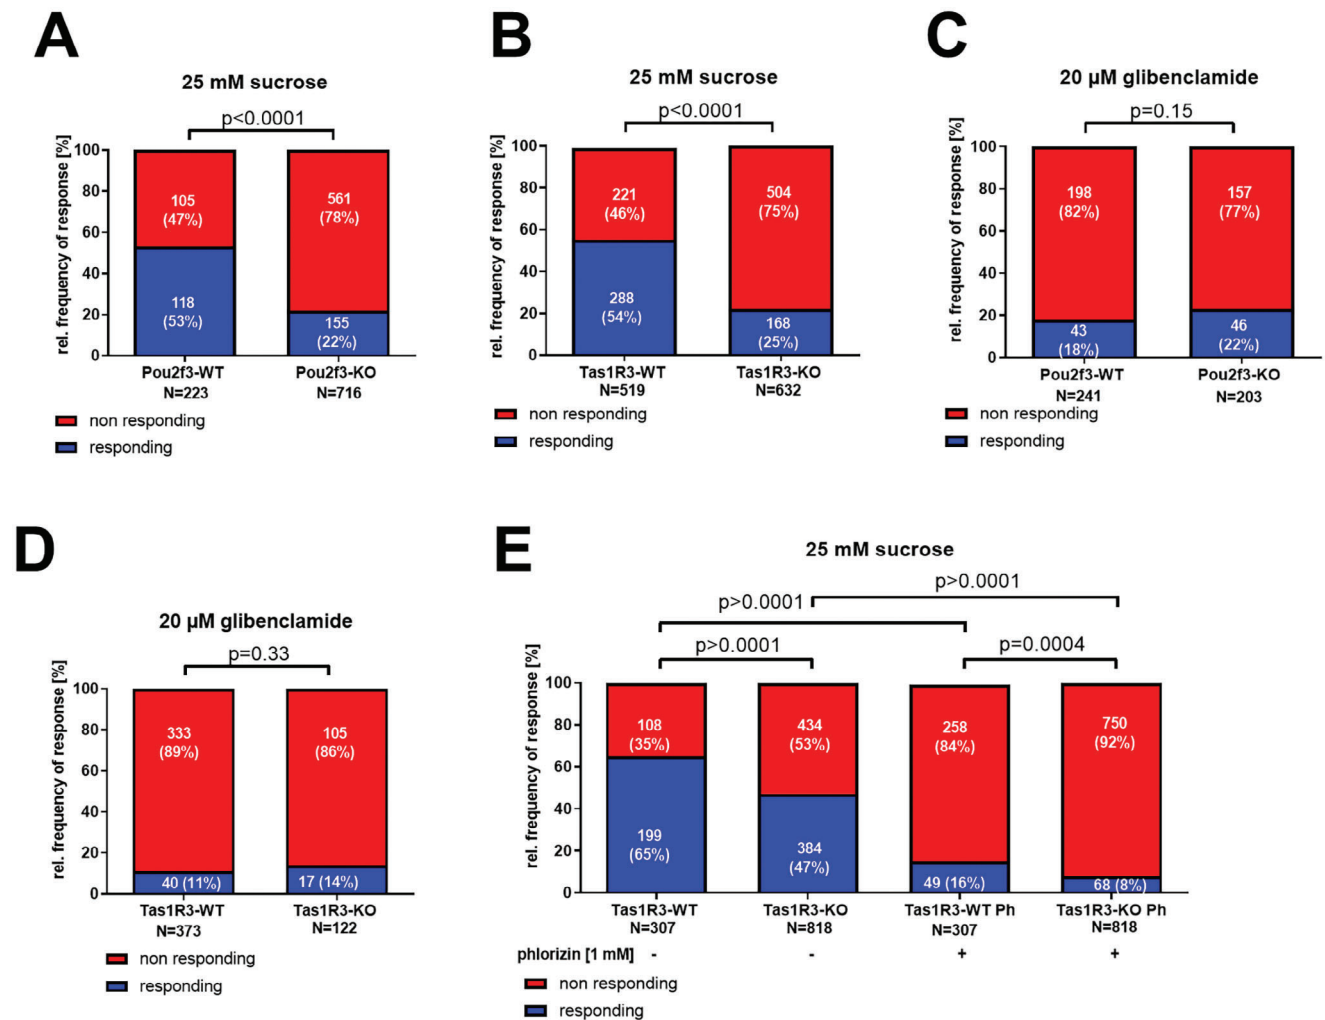 A
25 mM sucrose
p<0.0001
rel. frequency of response [%]
100
80
60
40
20
0
105
(47%)
118
(53%)
561
(78%)
155
(22%)
Pou2f3-WT
N=223
Pou2f3-KO
N=716
non responding
responding
B
25 mM sucrose
p<0.0001
rel. frequency of response [%]
100
80
60
40
20
0
221
(46%)
288
(54%)
504
(75%)
168
(25%)
Tas1R3-WT
N=519
Tas1R3-KO
N=632
non responding
responding
C
20 µM glibenclamide
p=0.15
rel. frequency of response [%]
100
80
60
40
20
0
198
(82%)
43
(18%)
157
(77%)
46
(22%)
Pou2f3-WT
N=241
Pou2f3-KO
N=203
non responding
responding
D
20 µM glibenclamide
p=0.33
rel. frequency of response [%]
100
80
60
40
20
0
333
(89%)
40 (11%)
105
(86%)
17 (14%)
Tas1R3-WT
N=373
Tas1R3-KO
N=122
non responding
responding
E
25 mM sucrose
p>0.0001
p>0.0001
p>0.0001
p=0.0004
rel. frequency of response [%]
100
80
60
40
20
0
108
(35%)
199
(65%)
434
(53%)
384
(47%)
258
(84%)
49 (16%)
750
(92%)
68 (8%)
Tas1R3-WT
N=307
Tas1R3-KO
N=818
Tas1R3-WT Ph
N=307
Tas1R3-KO Ph
N=818
phlorizin [1 mM] - - + +
non responding
responding